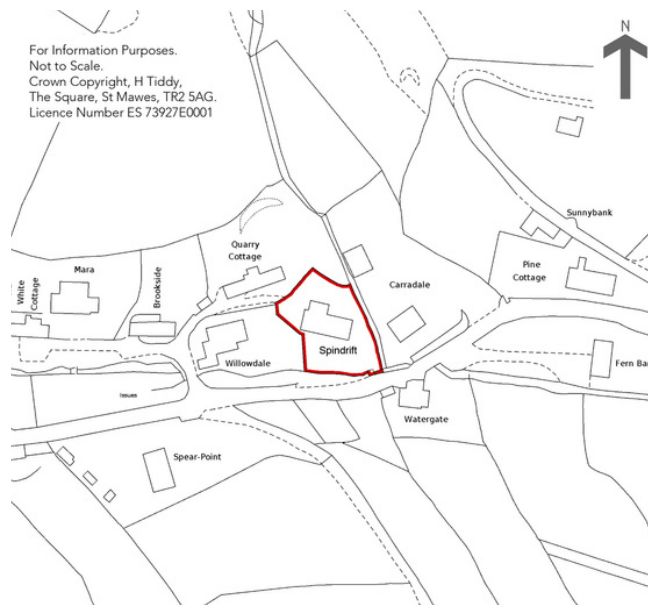 N
For Information Purposes.
Not to Scale.
Crown Copyright, H Tiddy,
The Square, St Mawes, TR2 5AG.
Licence Number ES 73927E0001
Sunnybank
Quarry
Cottage
Mara
White
Cottage
Brookside
Carradale
Pine
Cottage
Spindrift
Willowdale
Fern Ban
Issues
Watergate
Spear-Point